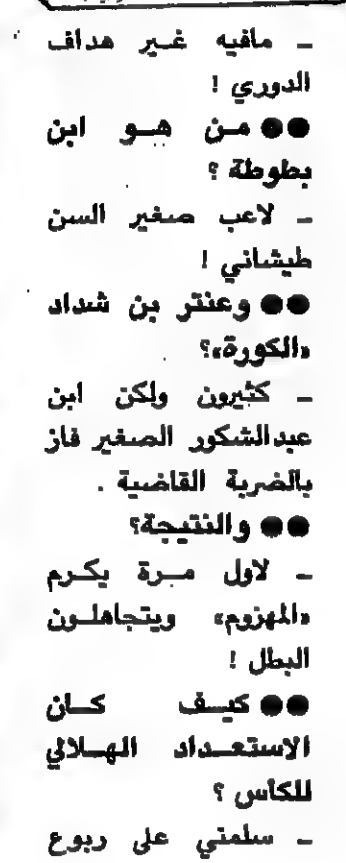 ـ مافيه غير هداف
الدوري !
●● من هو ابن
بطوطة ؟
ـ لاعب صغير السن
طيشاني !
●● وعنتر بن شداد
«الكورة»؟
ـ كثيرون ولكن ابن
عبدالشكور الصغير فاز
بالضربة القاضية .
●● والنتيجة؟
ـ لاول مرة يكرم
«المهزوم» ويتجاهلون
البطل !
●● كيف كان
الاستعداد الهلالي
للكأس ؟
ـ سلمتي على ربوع